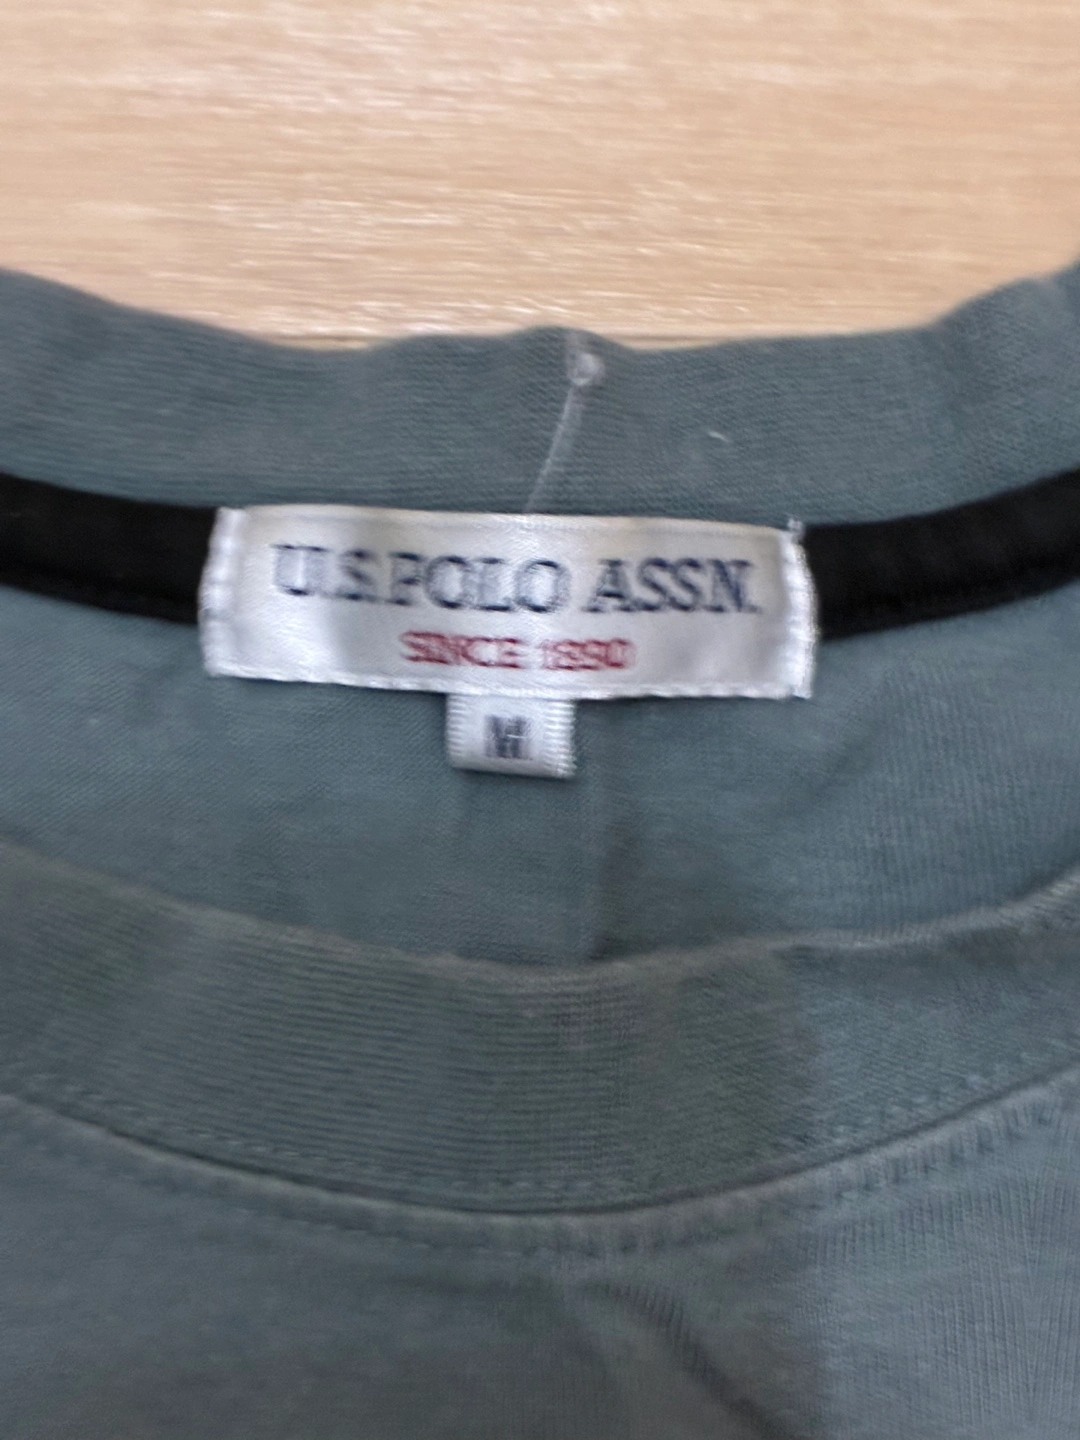 U.S. POLO ASSN.
SINCE 1890
M